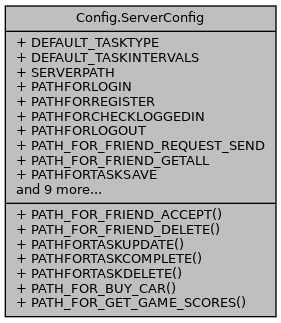 Config.ServerConfig
+ DEFAULT_TASKTYPE
+ DEFAULT_TASKINTERVALS
+ SERVERPATH
+ PATHFORLOGIN
+ PATHFORREGISTER
+ PATHFORCHECKLOGGEDIN
+ PATHFORLOGOUT
+ PATH_FOR_FRIEND_REQUEST_SEND
+ PATH_FOR_FRIEND_GETALL
+ PATHFORTASKSAVE
and 9 more...
+ PATH_FOR_FRIEND_ACCEPT()
+ PATH_FOR_FRIEND_DELETE()
+ PATHFORTASKUPDATE()
+ PATHFORTASKCOMPLETE()
+ PATHFORTASKDELETE()
+ PATH_FOR_BUY_CAR()
+ PATH_FOR_GET_GAME_SCORES()